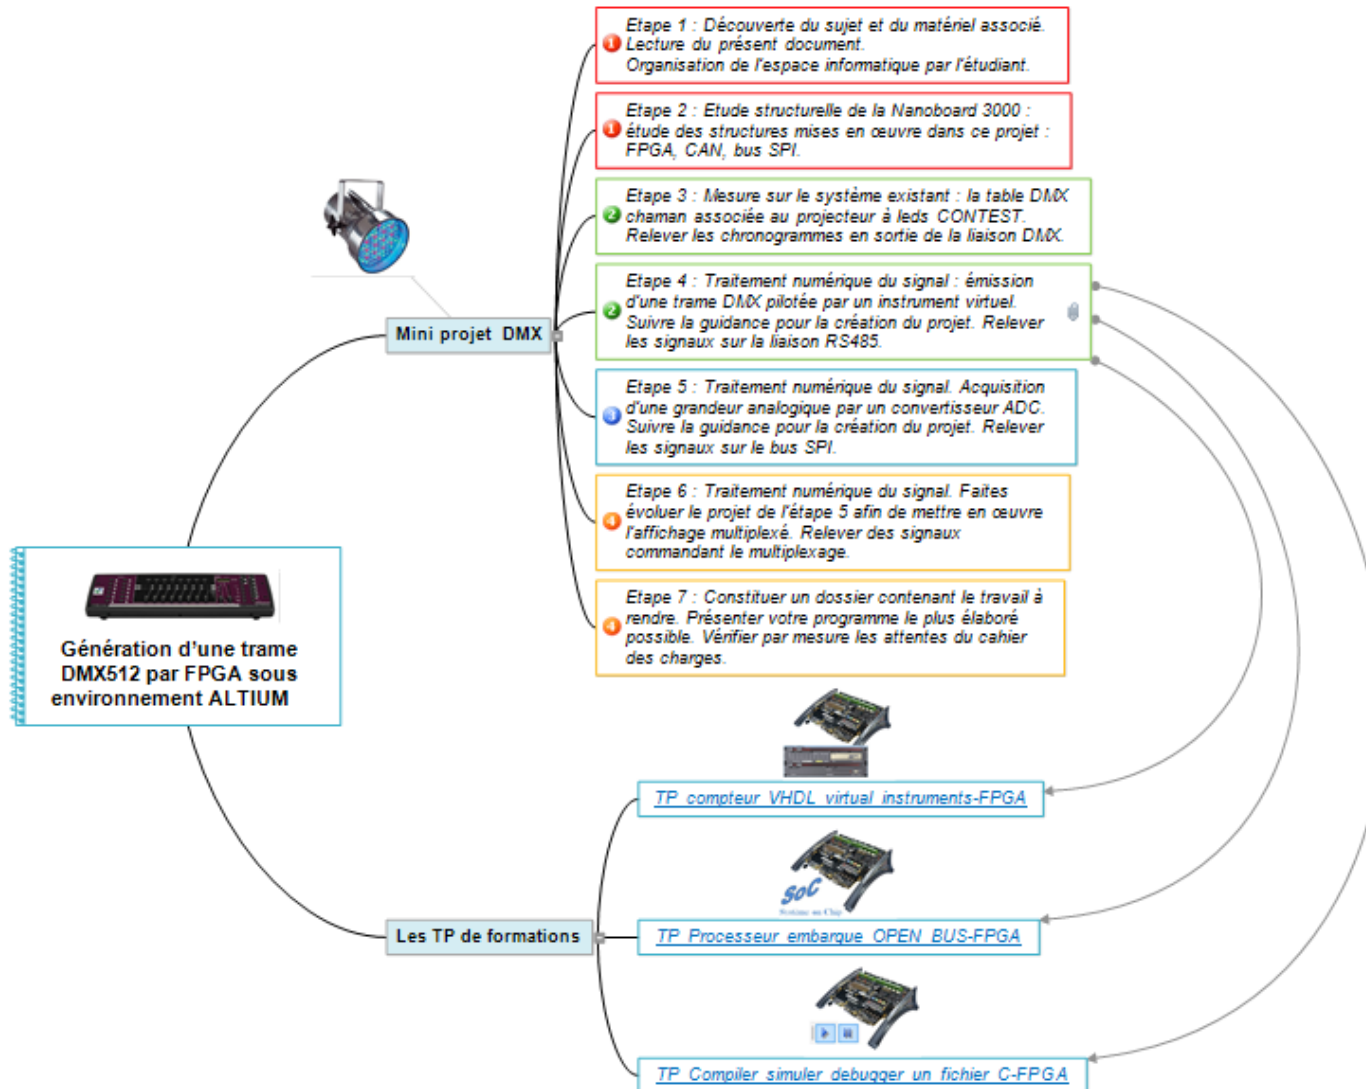 Etape 1 : Découverte du sujet et du matériel associé.
1 Lecture du présent document.
Organisation de l'espace informatique par l'étudiant.
Etape 2 : Etude structurelle de la Nanoboard 3000 :
1 étude des structures mises en œuvre dans ce projet :
FPGA, CAN, bus SPI.
Etape 3 : Mesure sur le système existant : la table DMX
2 chaman associée au projecteur à leds CONTEST.
Relever les chronogrammes en sortie de la liaison DMX.
Etape 4 : Traitement numérique du signal : émission
2 d'une trame DMX pilotée par un instrument virtuel.
Suivre la guidance pour la création du projet. Relever
les signaux sur la liaison RS485.
Mini projet DMX
Etape 5 : Traitement numérique du signal. Acquisition
3 d'une grandeur analogique par un convertisseur ADC.
Suivre la guidance pour la création du projet. Relever
les signaux sur le bus SPI.
Etape 6 : Traitement numérique du signal. Faites
4 évoluer le projet de l'étape 5 afin de mettre en œuvre
l'affichage multiplexé. Relever des signaux
commandant le multiplexage.
Etape 7 : Constituer un dossier contenant le travail à
4 rendre. Présenter votre programme le plus élaboré
possible. Vérifier par mesure les attentes du cahier
des charges.
Génération d'une trame
DMX512 par FPGA sous
environnement ALTIUM
TP compteur VHDL virtual instruments-FPGA
SoC
Système on Chip
Les TP de formations
TP Processeur embarque OPEN BUS-FPGA
TP Compiler simuler debugger un fichier C-FPGA